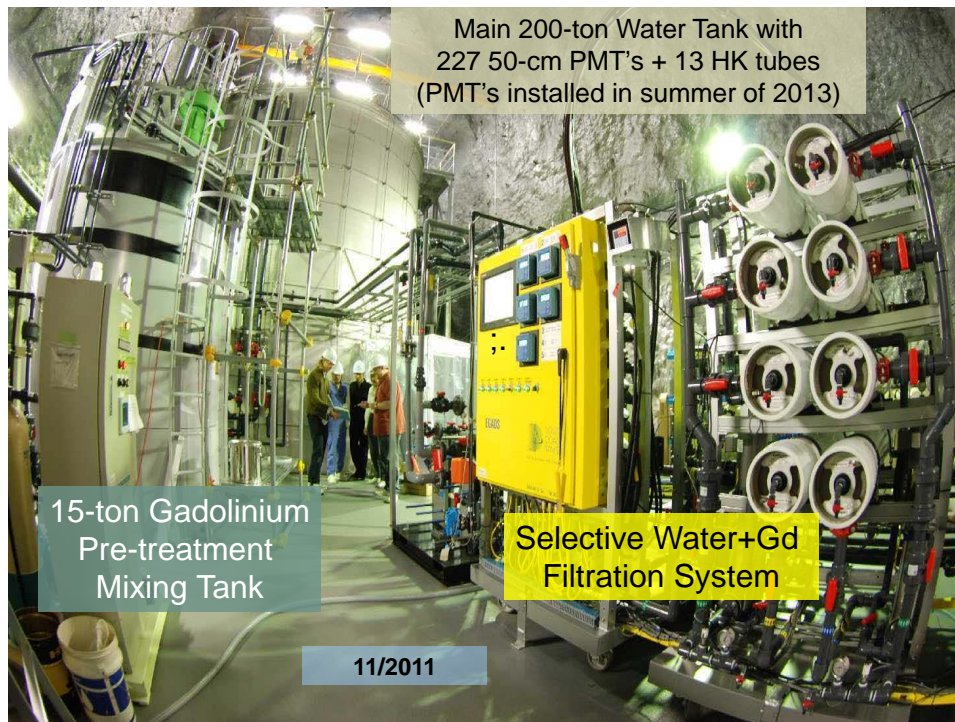 Main 200-ton Water Tank with
227 50-cm PMT's + 13 HK tubes
(PMT's installed in summer of 2013)
;.
EGADS
15-ton Gadolinium
Pre-treatment
Mixing Tank
Selective Water+Gd
Filtration System
11/2011